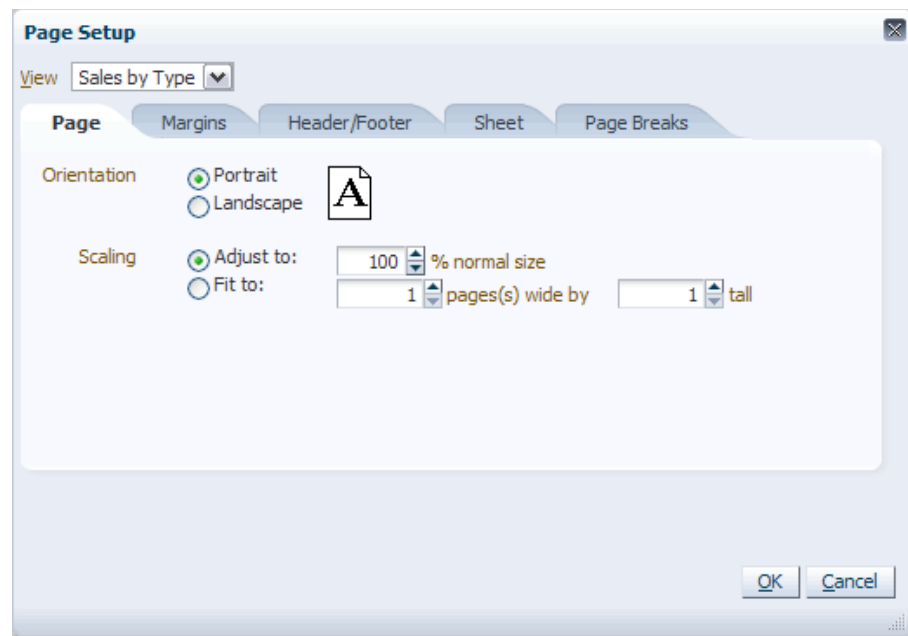 Page Setup
View Sales by Type
Page Margins Header/Footer Sheet Page Breaks
Orientation Portrait
Landscape
A
Scaling Adjust to: 100 % normal size
Fit to: 1 pages(s) wide by 1 tall
OK Cancel